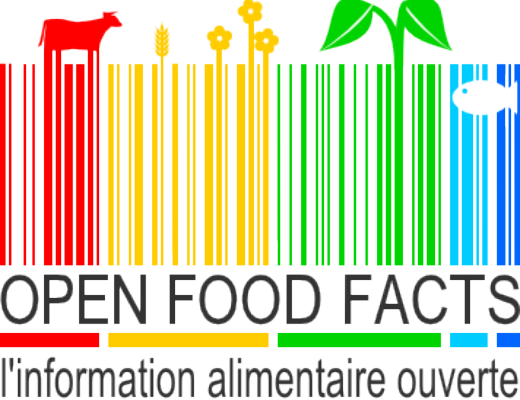 OPEN FOOD FACTS
l'information alimentaire ouverte